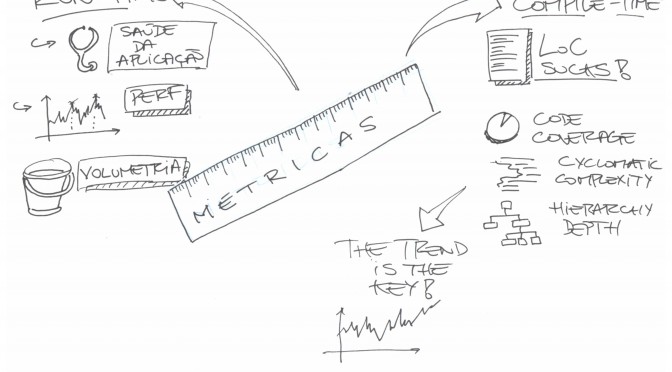 RUN-TIME
SAÚDE
DA
APLICAÇÃO
PERF
VOLUMETRIA
METRICAS
COMPILE-TIME
LOC
SUCKS!
CODE
COVERAGE
CYCLOMATIC
COMPLEXITY
HIERARCHY
DEPTH
THE TREND
IS THE
KEY!